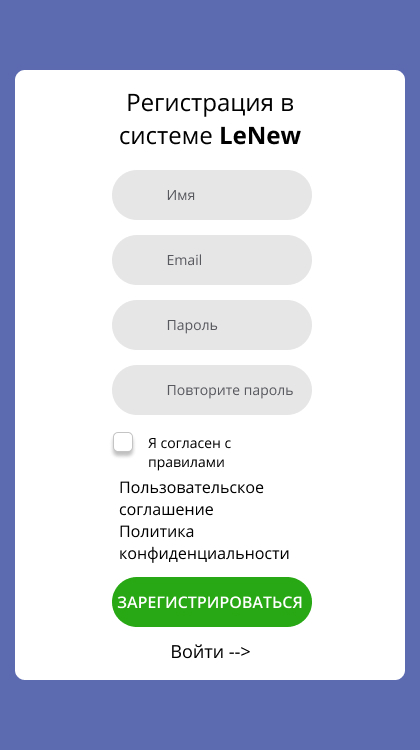 Регистрация в
системе LeNew
Имя
Email
Пароль
Повторите пароль
Я согласен с
правилами
Пользовательское
соглашение
Политика
конфиденциальности
ЗАРЕГИСТРИРОВАТЬСЯ
Войти -->